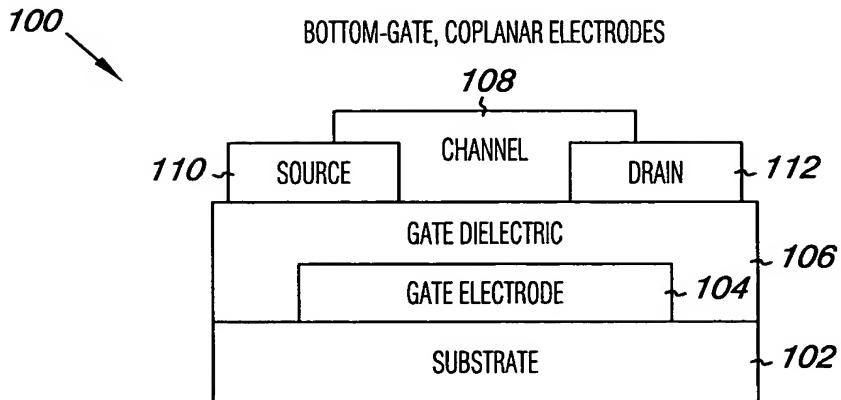 100
BOTTOM-GATE, COPLANAR ELECTRODES
108
CHANNEL
110
SOURCE
DRAIN
112
GATE DIELECTRIC
106
GATE ELECTRODE
104
SUBSTRATE
102